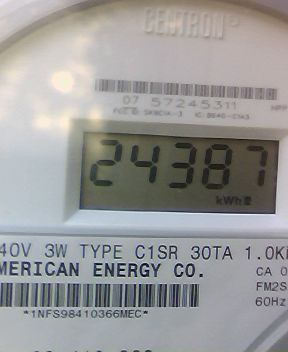 CENTRON
07 57245311
24387
kWh
40V 3W TYPE C1SR 30TA 1.0K
MERICAN ENERGY CO.
CA 0
FM2S
60Hz
*1NFS98410366MEC*